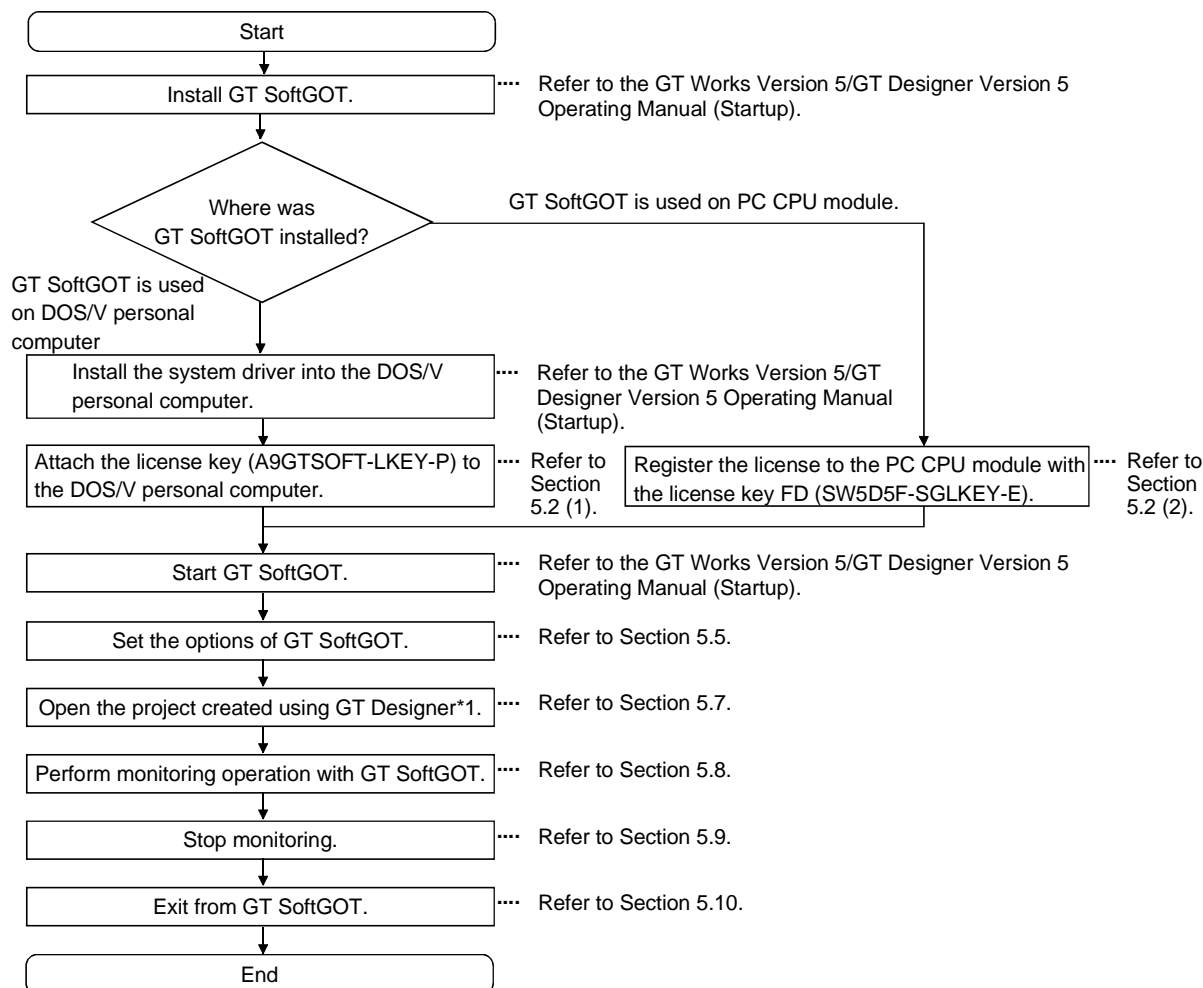 Start
Install GT SoftGOT.
Refer to the GT Works Version 5/GT Designer Version 5
Operating Manual (Startup).
Where was
GT SoftGOT installed?
GT SoftGOT is used on PC CPU module.
GT SoftGOT is used
on DOS/V personal
computer
Install the system driver into the DOS/V
personal computer.
Refer to the GT Works Version 5/GT
Designer Version 5 Operating Manual
(Startup).
Attach the license key (A9GTSOFT-LKEY-P) to
the DOS/V personal computer.
Refer to
Section
5.2 (1).
Register the license to the PC CPU module with
the license key FD (SW5D5F-SGLKEY-E).
Refer to
Section
5.2 (2).
Start GT SoftGOT.
Refer to the GT Works Version 5/GT Designer Version 5
Operating Manual (Startup).
Set the options of GT SoftGOT.
Refer to Section 5.5.
Open the project created using GT Designer*1.
Refer to Section 5.7.
Perform monitoring operation with GT SoftGOT.
Refer to Section 5.8.
Stop monitoring.
Refer to Section 5.9.
Exit from GT SoftGOT.
Refer to Section 5.10.
End